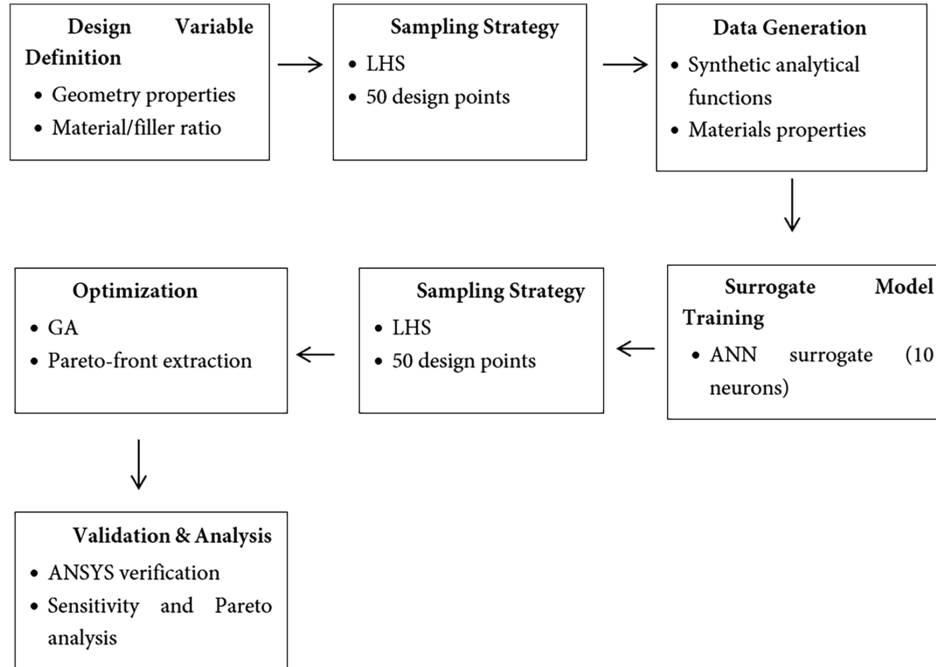 Design Variable
Definition
• Geometry properties
• Material/filler ratio
Sampling Strategy
• LHS
• 50 design points
Data Generation
• Synthetic analytical
functions
• Materials properties
Surrogate Model
Training
• ANN surrogate (10
neurons)
Sampling Strategy
• LHS
• 50 design points
Optimization
• GA
• Pareto-front extraction
Validation & Analysis
• ANSYS verification
• Sensitivity and Pareto
analysis